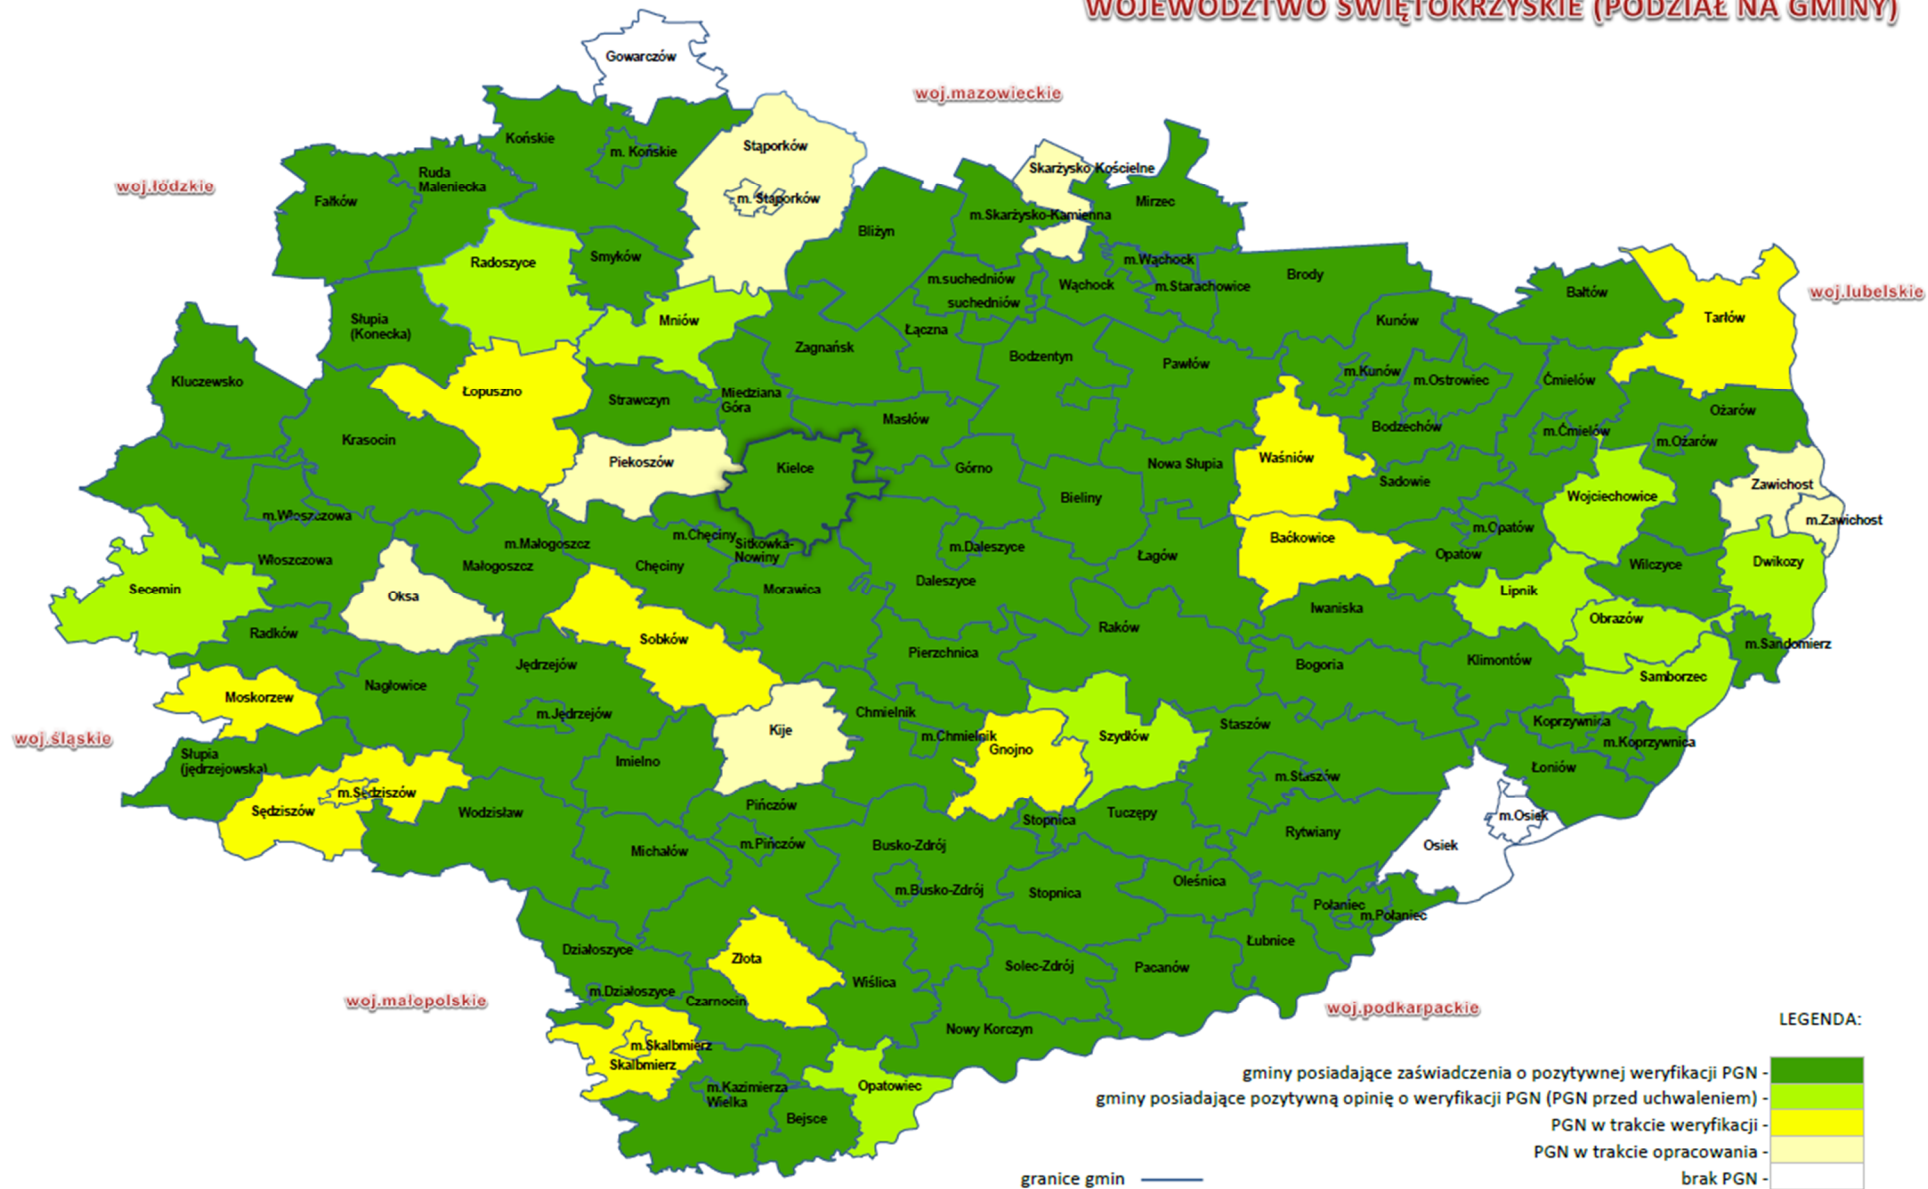 WOJEWÓDZTWO ŚWIĘTOKRZYSKIE (PODZIAŁ NA GMINY)
Gowarczów
woj.mazowieckie
Końskie
m. Końskie
Stąporków
Skarżysko Kościelne
woj.łódzkie
Ruda
Maleniecka
Fałków
m. Stąporków
Mirzec
m.Skarżysko-Kamienna
Bliżyn
Radoszyce
Smyków
m.Wąchock
Brody
m.suchedniów
Wąchock
m.Starachowice
Bałtów
woj.lubelskie
suchedniów
Słupia
(Konecka)
Mniów
Łączna
Kunów
Tarłów
Zagnańsk
Bodzentyn
Pawłów
Kluczewsko
Łopuszno
Strawczyn
Miedziana
Góra
m.Kunów
m.Ostrowiec
Ćmielów
Ożarów
Krasocin
Masłów
Bodzechów
m.Ćmielów
m.Ożarów
Piekoszów
Kielce
Górno
Nowa Słupia
Waśniów
Sadowie
Zawichost
Bieliny
Wojciechowice
m.Włoszczowa
m.Zawichost
m.Małogoszcz
m.Chęciny
Sitkówka-
Nowiny
m.Daleszyce
Baćkowice
m.Opatów
Włoszczowa
Małogoszcz
Chęciny
Łagów
Opatów
Wilczyce
Dwikozy
Secemin
Oksa
Morawica
Daleszyce
Iwaniska
Lipnik
Obrazów
Radków
Sobków
Raków
m.Sandomierz
Jędrzejów
Pierzchnica
Bogoria
Klimontów
Samborzec
Nagłowice
Moskorzew
m.Jędrzejów
Kije
Chmielnik
m.Chmielnik
Gnojno
Szydłów
Staszów
Koprzywnica
m.Koprzywnica
woj.śląskie
Słupia
(jędrzejowska)
Imielno
m.Staszów
Łoniów
m.Sędziszów
Sędziszów
Wodzisław
Pińczów
Stopnica
Tuczępy
Rytwiany
m.Osiek
Osiek
Michałów
m.Pińczów
Busko-Zdrój
m.Busko-Zdrój
Stopnica
Oleśnica
Połaniec
m.Połaniec
Łubnice
Działoszyce
Złota
Solec-Zdrój
Pacanów
Wiślica
m.Działoszyce
Czarnocin
woj.małopolskie
woj.podkarpackie
Nowy Korczyn
m.Skalbmierz
Skalbmierz
m.Kazimierza
Wielka
Opatowiec
Bejsce
LEGENDA:
gminy posiadające zaświadczenia o pozytywnej weryfikacji PGN -
gminy posiadające pozytywną opinię o weryfikacji PGN (PGN przed uchwaleniem) -
PGN w trakcie weryfikacji -
PGN w trakcie opracowania -
granice gmin
brak PGN -